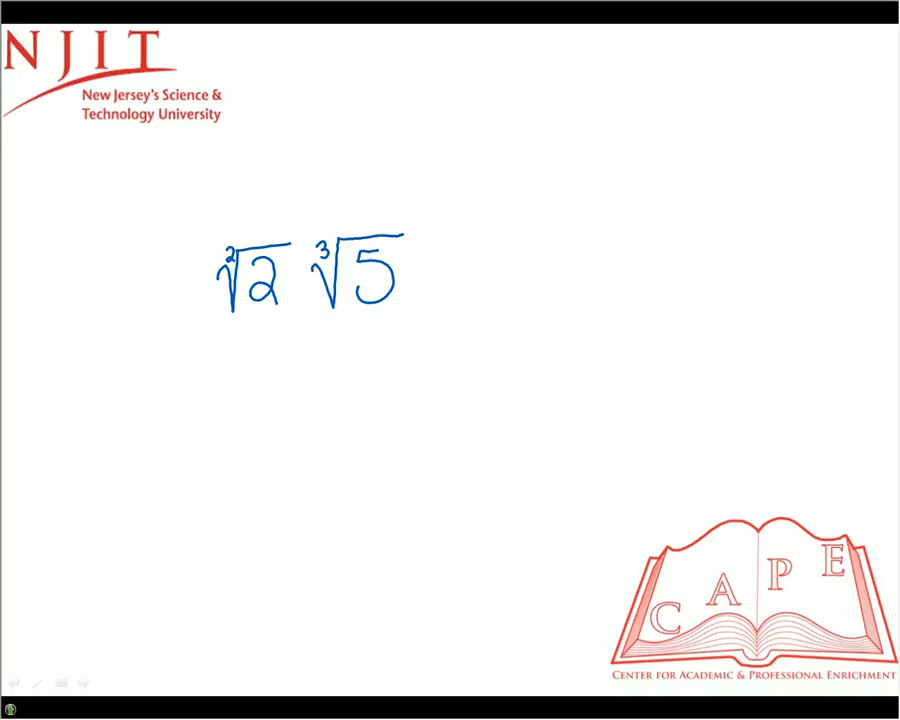 NJIT
New Jersey's Science &
Technology University
²√2 ³√5
C A P E
CENTER FOR ACADEMIC & PROFESSIONAL ENRICHMENT